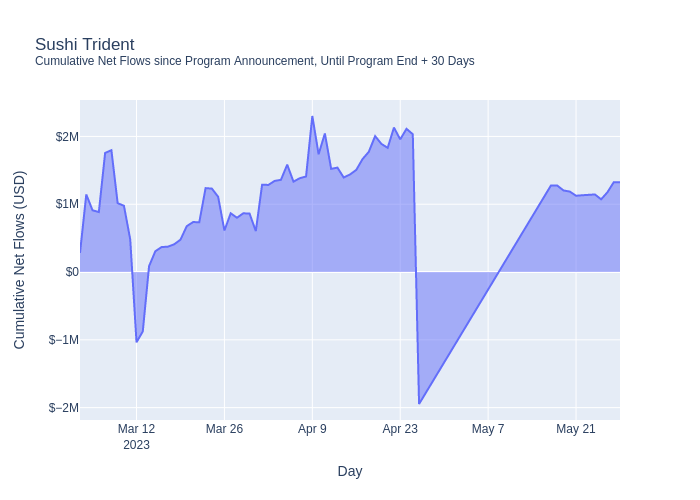 Sushi Trident
Cumulative Net Flows since Program Announcement, Until Program End + 30 Days
Cumulative Net Flows (USD)
$2M
$1M
$0
$−1M
$−2M
Mar 12
2023
Mar 26
Apr 9
Apr 23
May 7
May 21
Day